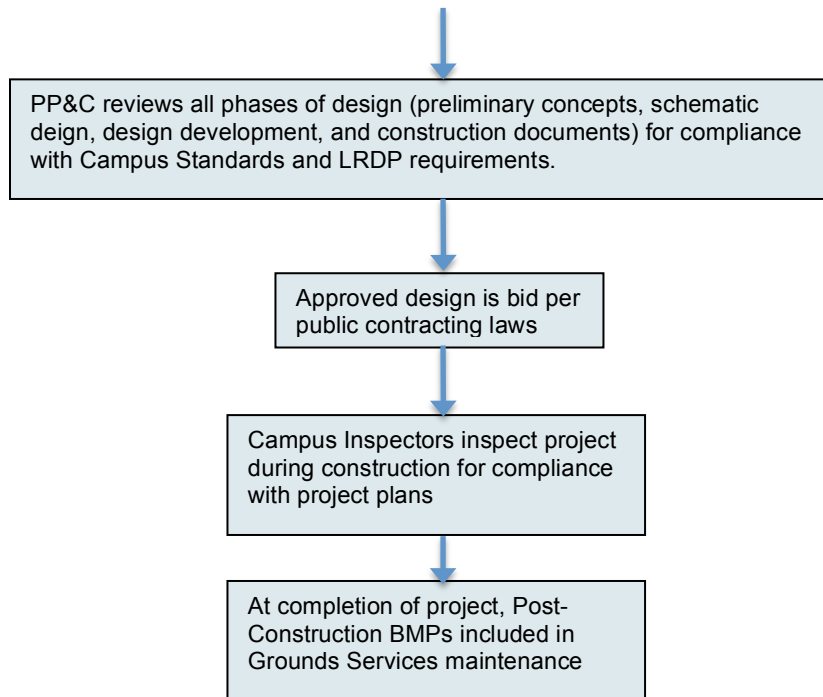 PP&C reviews all phases of design (preliminary concepts, schematic
deign, design development, and construction documents) for compliance
with Campus Standards and LRDP requirements.
Approved design is bid per
public contracting laws
Campus Inspectors inspect project
during construction for compliance
with project plans
At completion of project, Post-
Construction BMPs included in
Grounds Services maintenance